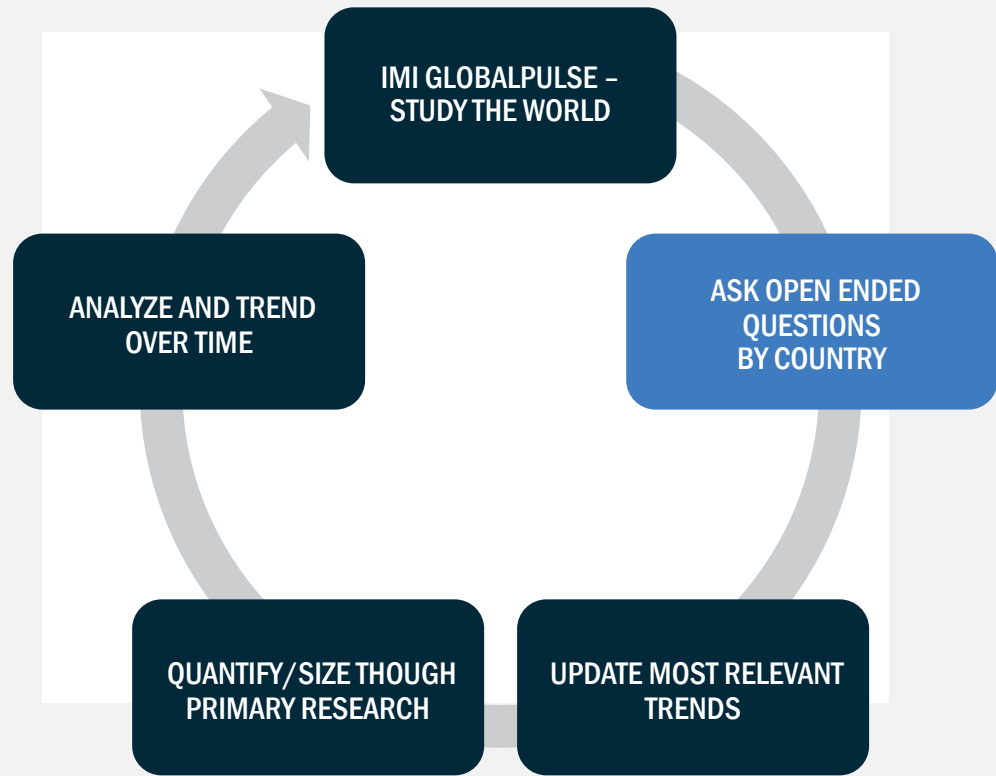 IMI GLOBALPULSE –
STUDY THE WORLD
ASK OPEN ENDED
QUESTIONS
BY COUNTRY
UPDATE MOST RELEVANT
TRENDS
QUANTIFY/SIZE THOUGH
PRIMARY RESEARCH
ANALYZE AND TREND
OVER TIME